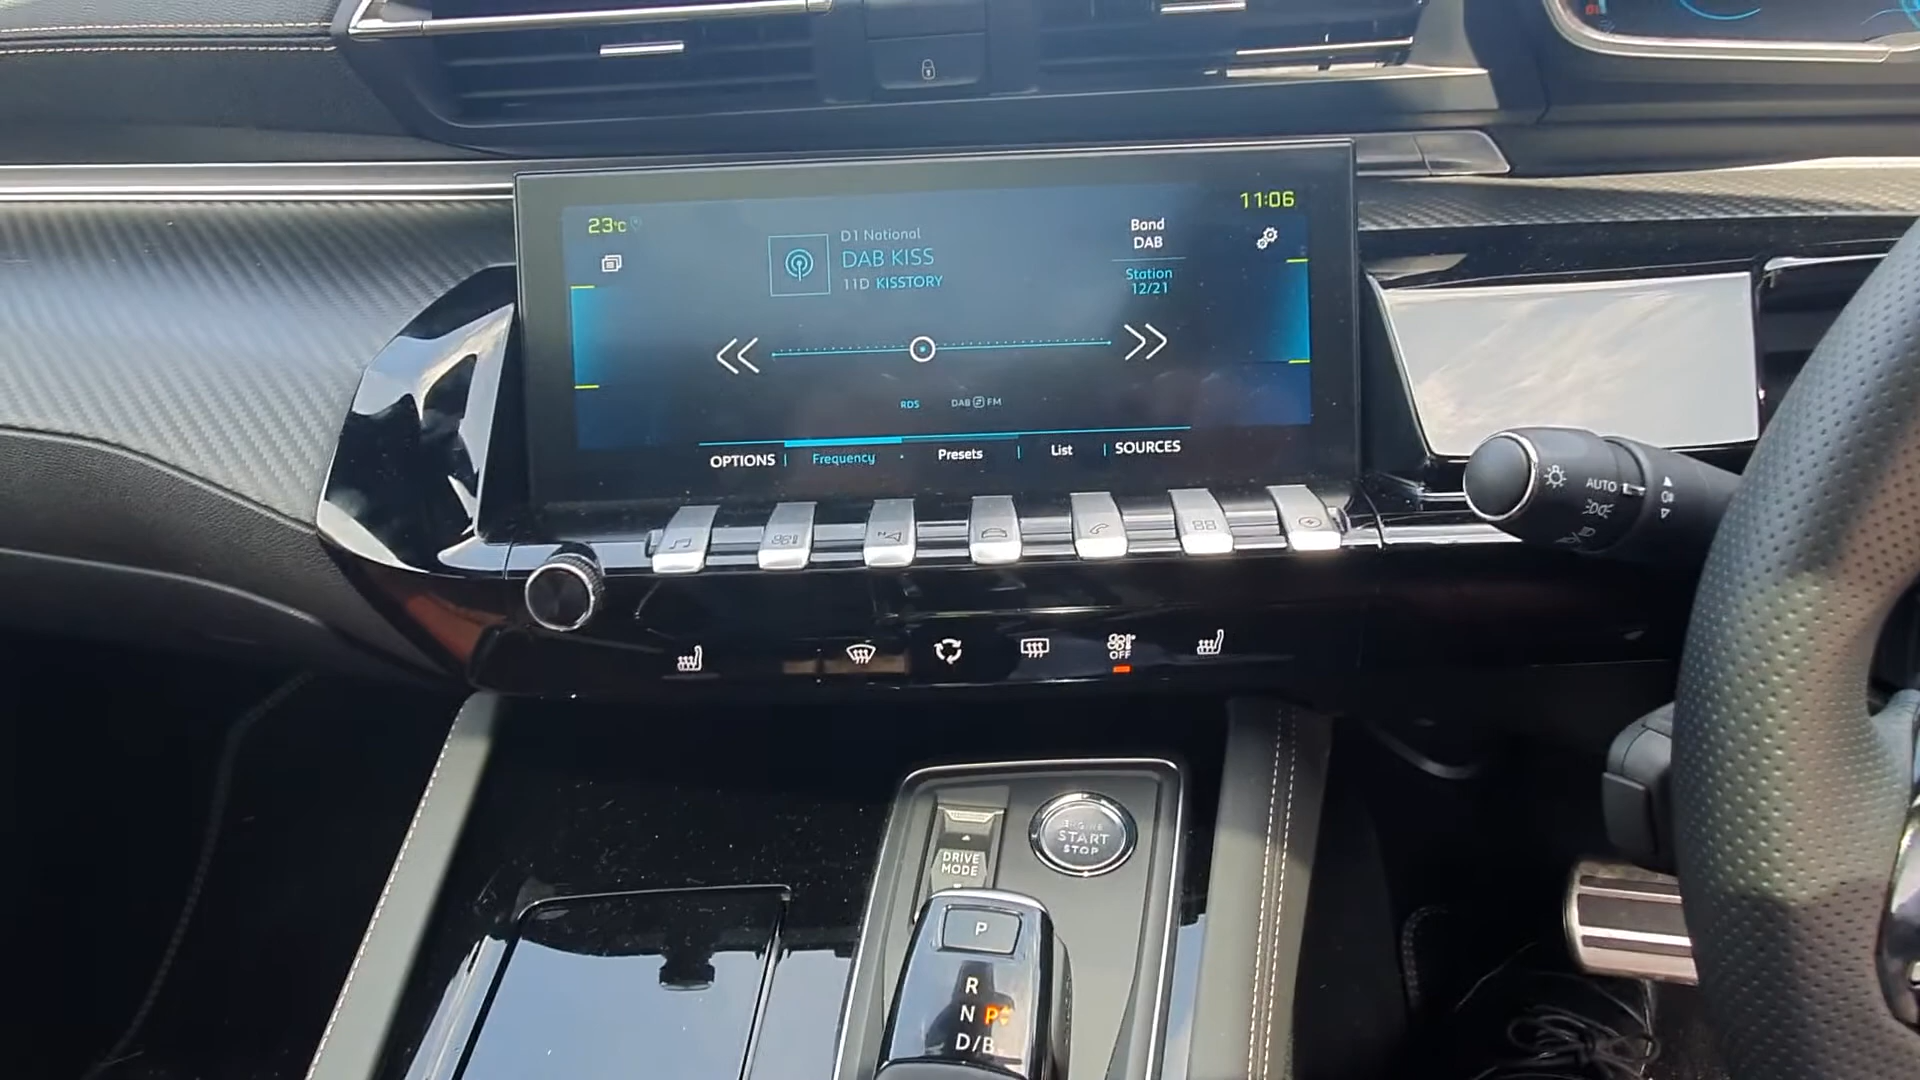 23°C
11:06
D1 National
DAB KISS
11D KISSTORY
Band
DAB
Station
12/21
RDS
DAB FM
OPTIONS
Frequency
Presets
List
SOURCES
AUTO
OFF
ENGINE
START
STOP
DRIVE
MODE
P
R
N P
D/B